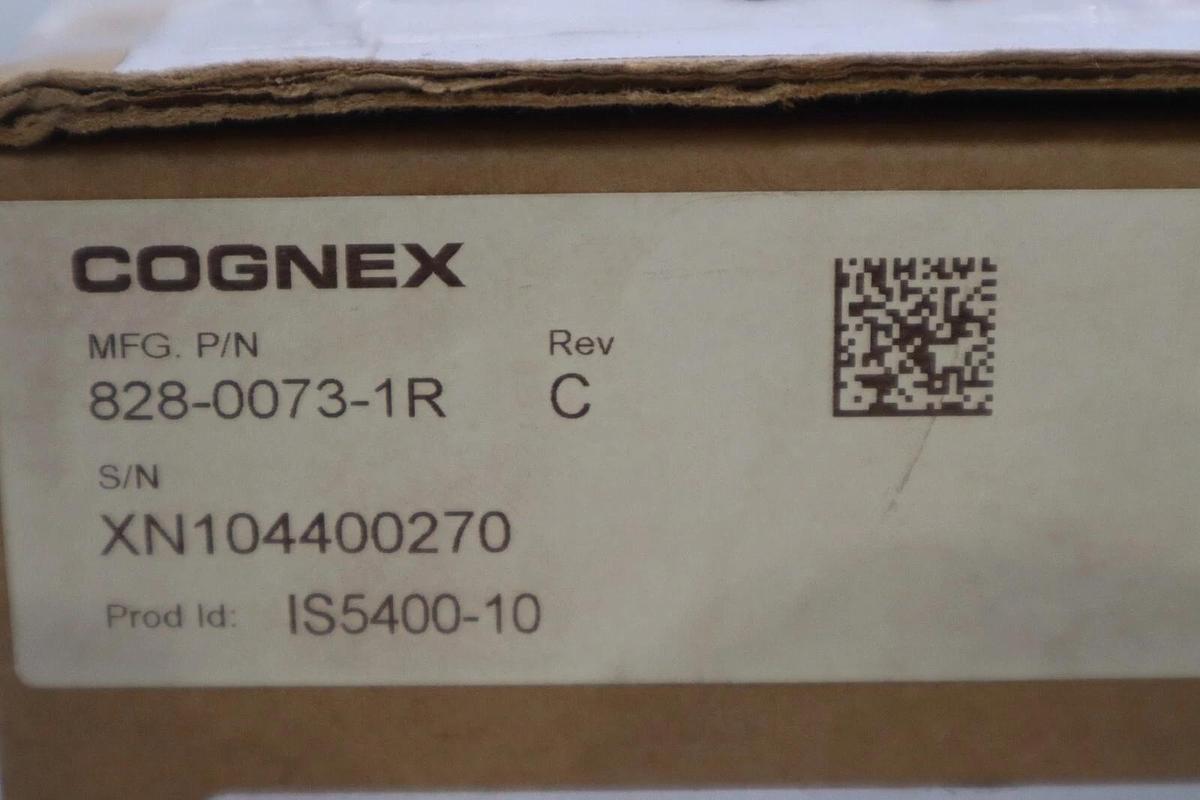 COGNEX
MFG. P/N Rev
828-0073-1R C
S/N
XN104400270
Prod Id: IS5400-10